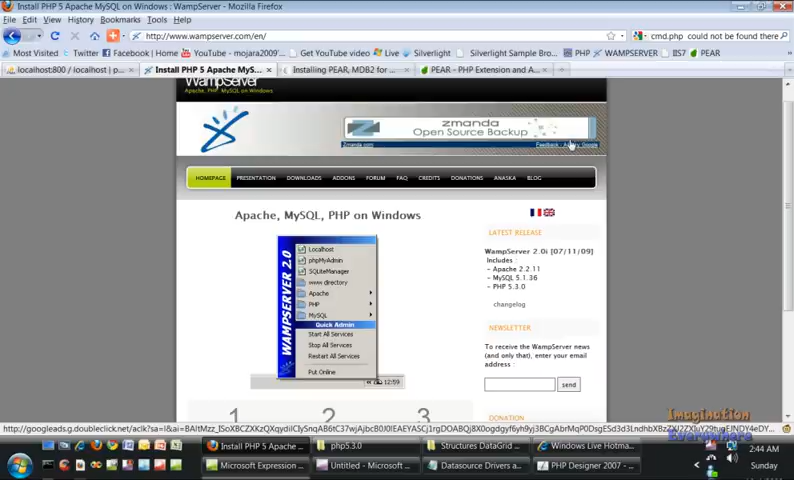 Install PHP 5 Apache MySQL on Windows : WampServer - Mozilla Firefox
File Edit View History Bookmarks Tools Help
http://www.wampserver.com/en/
cmd.php could not be found there
Most Visited Twitter Facebook | Home YouTube - mojara2009'... Get YouTube video Live Silverlight Silverlight Sample Bro... PHP WAMPSERVER IIS7 PEAR
localhost:800 / localhost | p... Install PHP 5 Apache MyS... Installing PEAR, MDB2 for ... PEAR - PHP Extension and A...
WampServer
Apache, PHP, MySQL on Windows
zmanda
Open Source Backup
Zmanda.com
HOMEPAGE PRESENTATION DOWNLOADS ADDONS FORUM FAQ CREDITS DONATIONS ANASKA BLOG
Apache, MySQL, PHP on Windows
WAMPSERVER 2.0
Localhost
phpMyAdmin
SQLiteManager
www directory
Apache
PHP
MySQL
Quick Admin
Start All Services
Stop All Services
Restart All Services
Put Online
12:59
1 2 3
LATEST RELEASE
WampServer 2.0i [07/11/09]
Includes :
- Apache 2.2.11
- MySQL 5.1.36
- PHP 5.3.0
changelog
NEWSLETTER
To receive the WampServer news
(and only that), enter your email
address :
send
DONATION
Imagination
Everywhere
Install PHP 5 Apache ... php5.3.0 Structures DataGrid ... Windows Live Hotma...
Microsoft Expression ... Untitled - Microsoft ... Datasource Drivers a... PHP Designer 2007 - ...
2:44 AM
Sunday